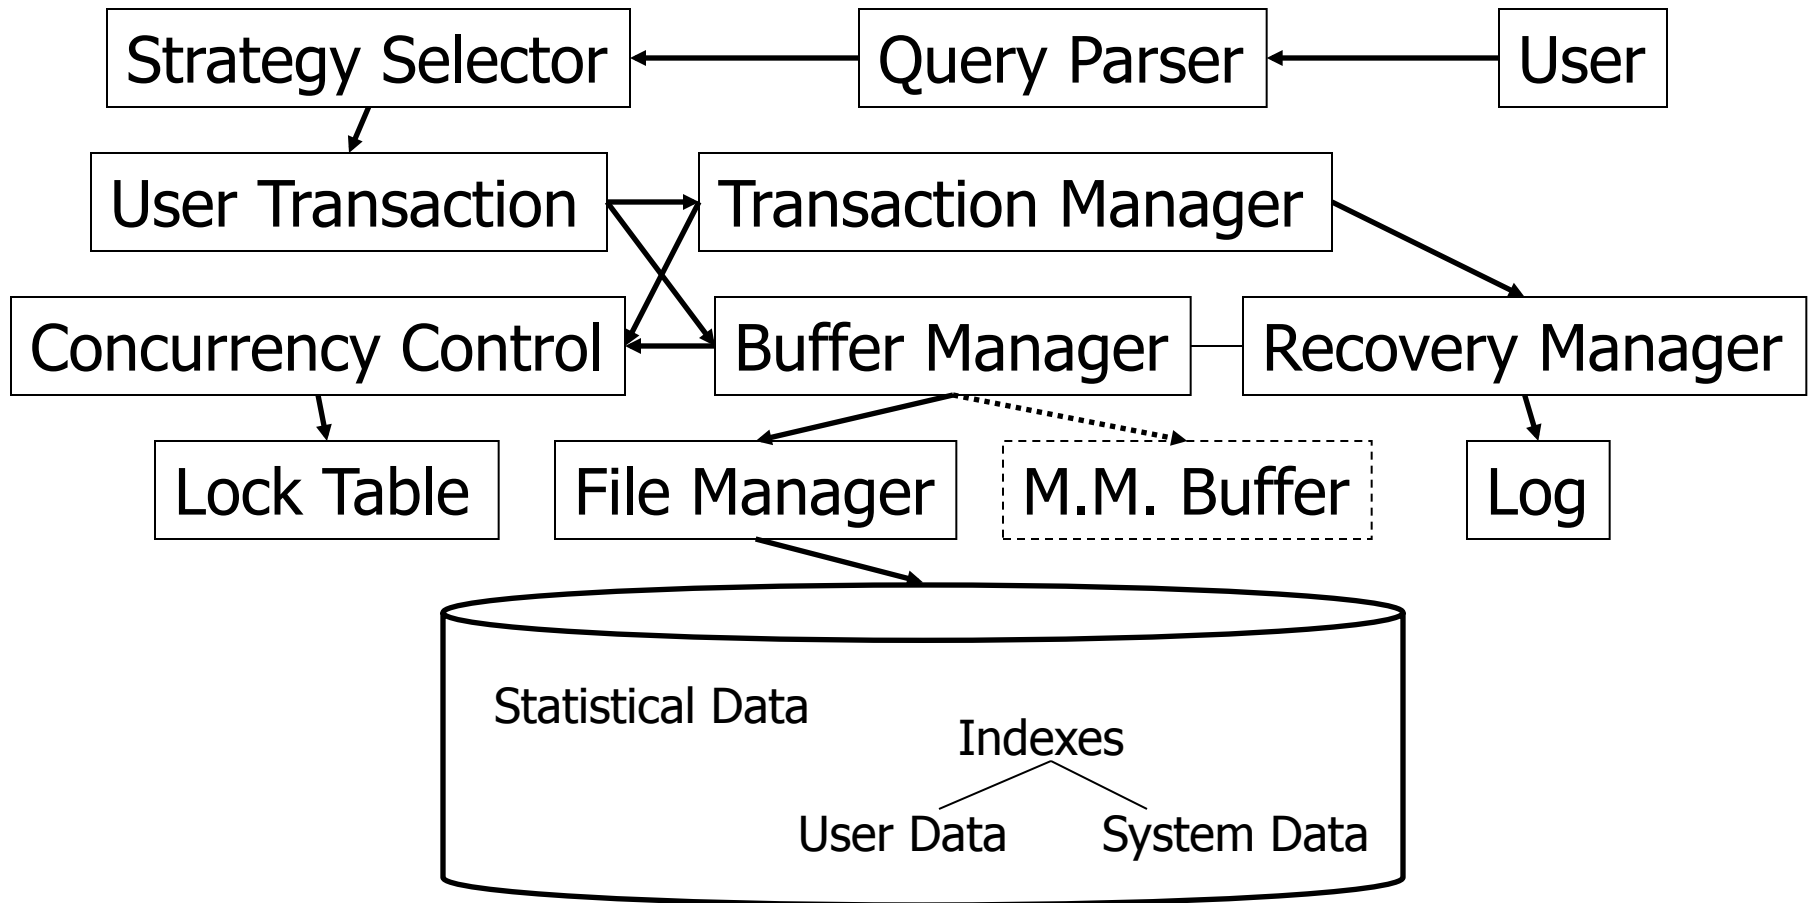 Strategy Selector
Query Parser
User
User Transaction
Transaction Manager
Concurrency Control
Buffer Manager
Recovery Manager
Lock Table
File Manager
M.M. Buffer
Log
Statistical Data
Indexes
User Data
System Data